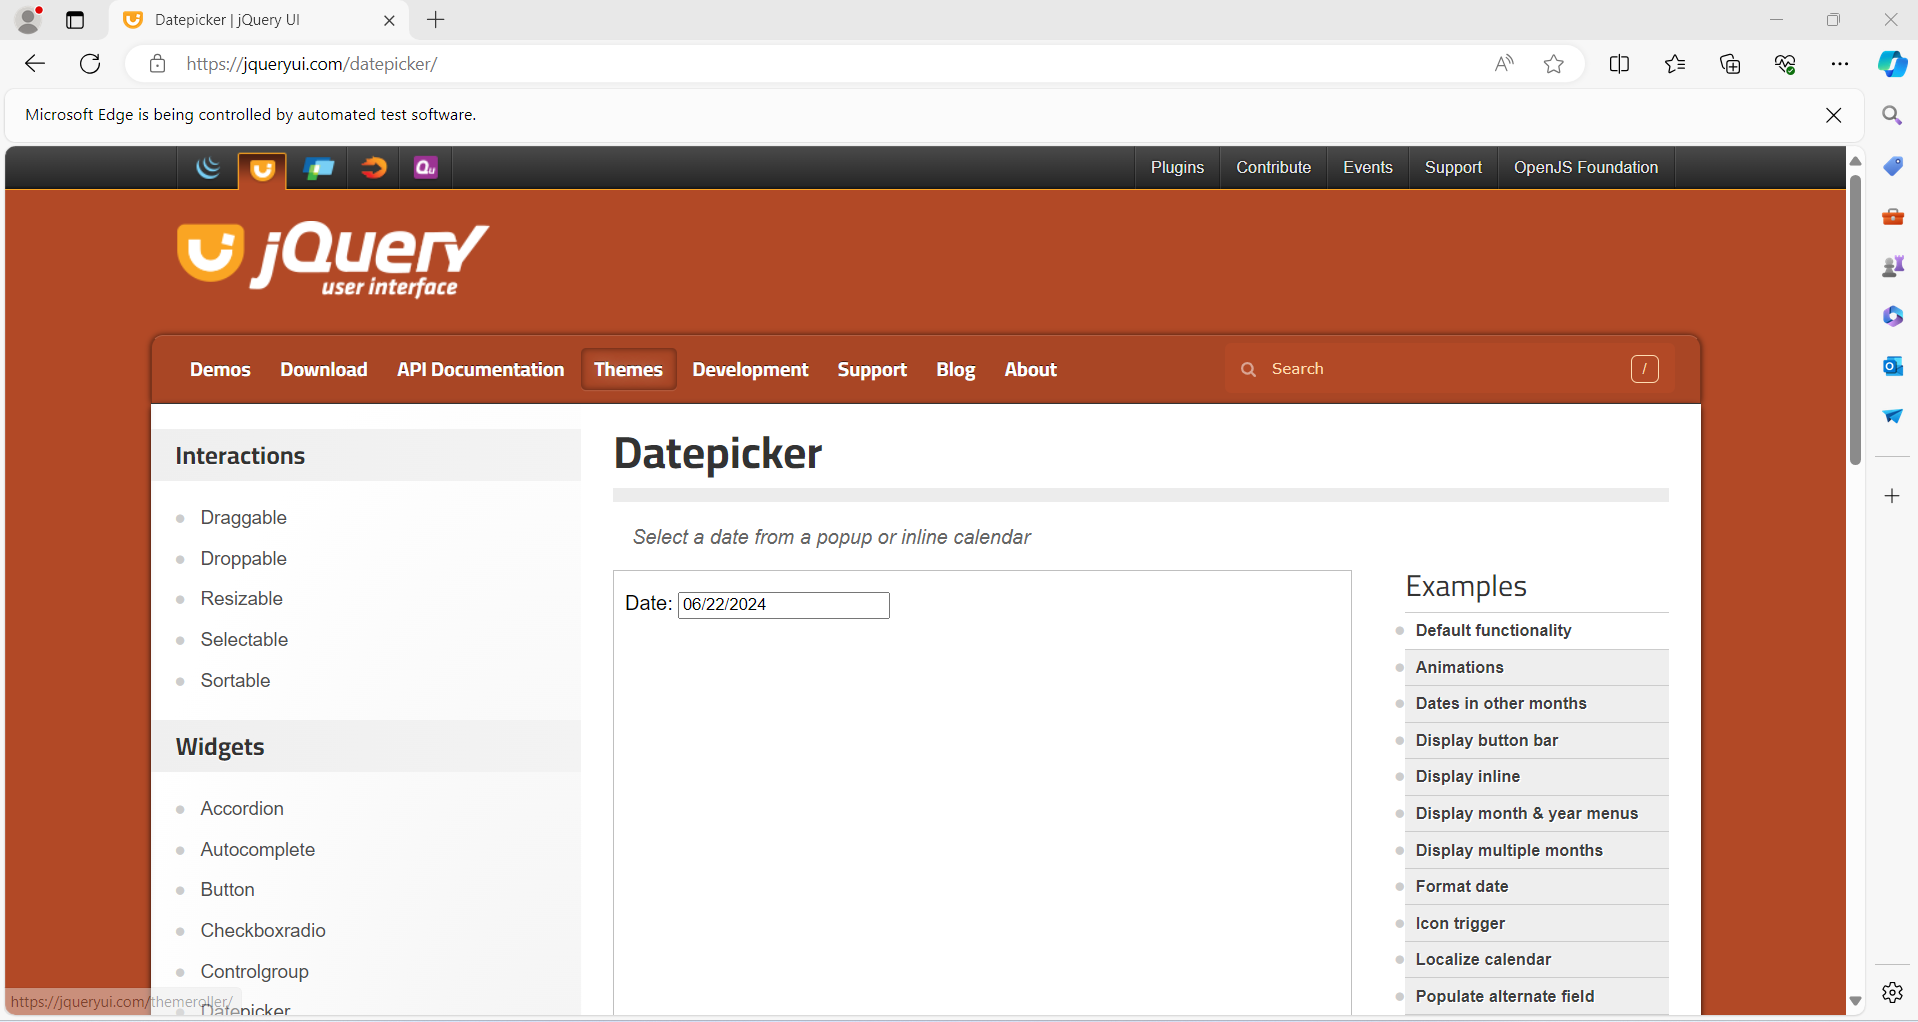 Datepicker | jQuery UI
https://jqueryui.com/datepicker/
Microsoft Edge is being controlled by automated test software.
Qu
Plugins
Contribute
Events
Support
OpenJS Foundation
jQuery
user interface
Demos
Download
API Documentation
Themes
Development
Support
Blog
About
Search
/
Interactions
Draggable
Droppable
Resizable
Selectable
Sortable
Widgets
Accordion
Autocomplete
Button
Checkboxradio
Controlgroup
Datepicker
Datepicker
Select a date from a popup or inline calendar
Date: 06/22/2024
Examples
Default functionality
Animations
Dates in other months
Display button bar
Display inline
Display month & year menus
Display multiple months
Format date
Icon trigger
Localize calendar
Populate alternate field
https://jqueryui.com/themeroller/